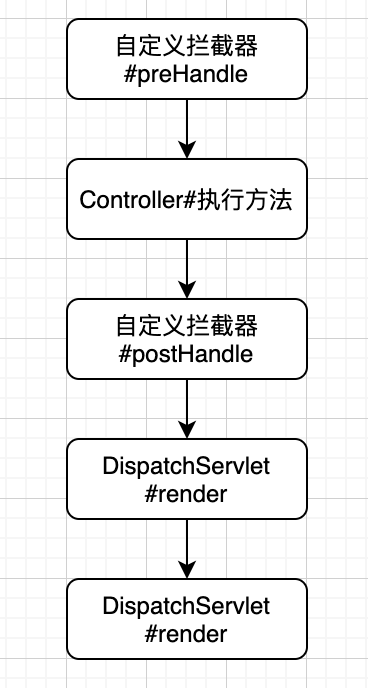 自定义拦截器
#preHandle
Controller#执行方法
自定义拦截器
#postHandle
DispatchServlet
#render
DispatchServlet
#render